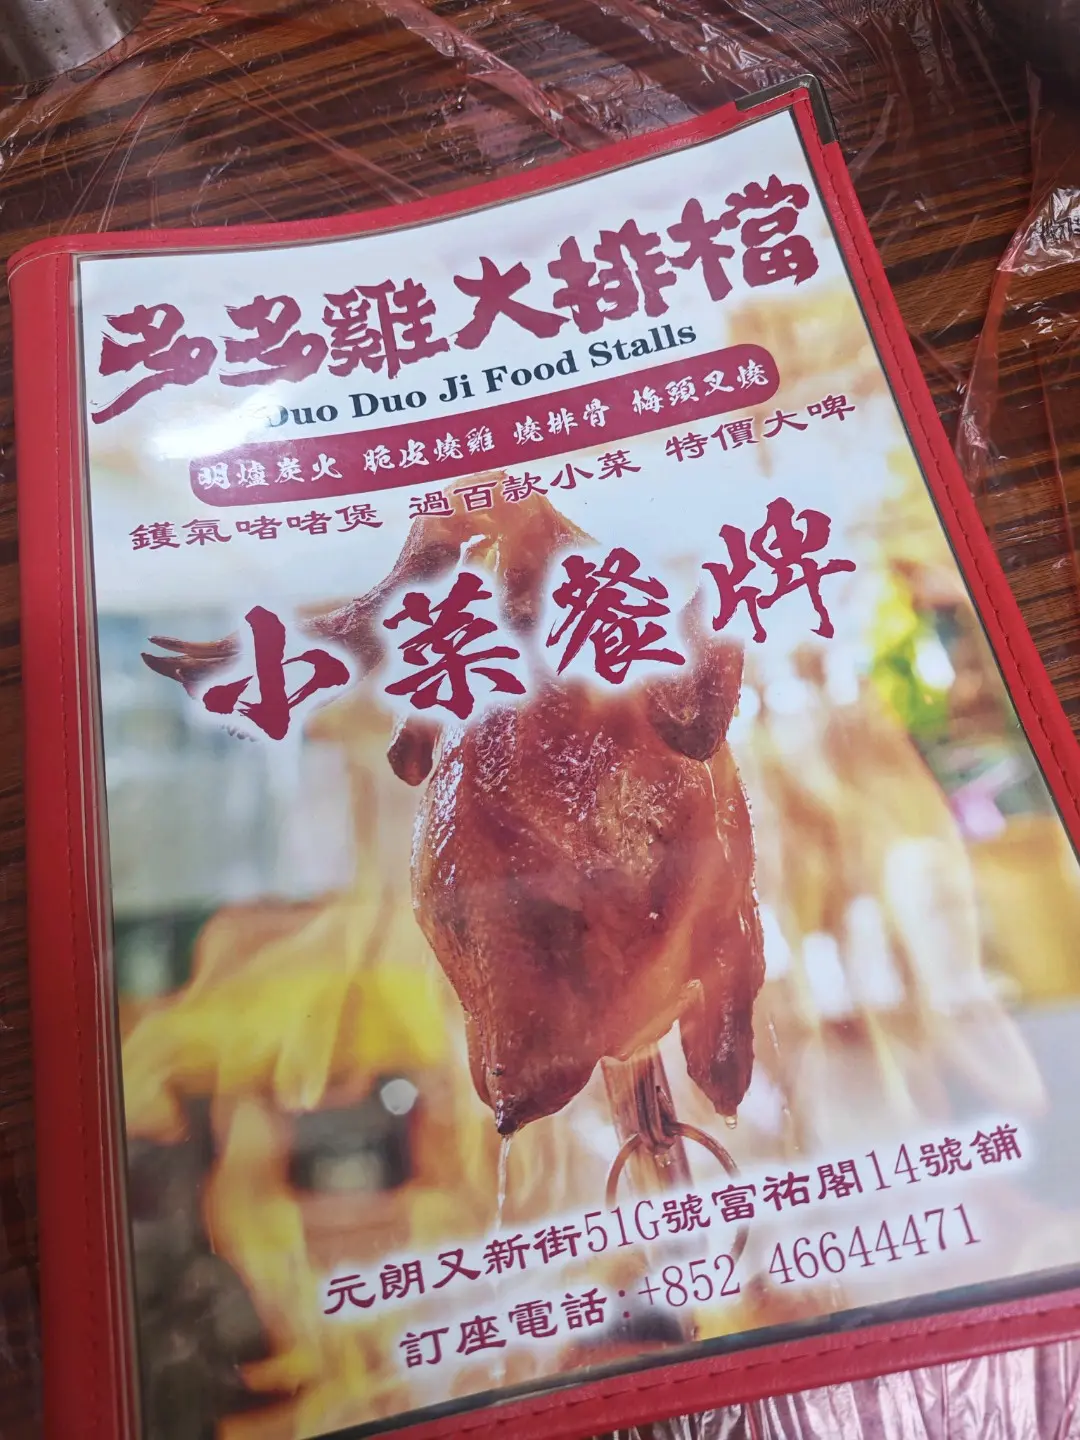 多多雞大排檔
Duo Duo Ji Food Stalls
明爐炭火 脆皮燒雞 燒排骨 梅頭叉燒
鑊氣啫啫煲 過百款小菜 特價大啤
小菜餐牌
元朗又新街51G號富祐閣14號舖
訂座電話:+852 46644471